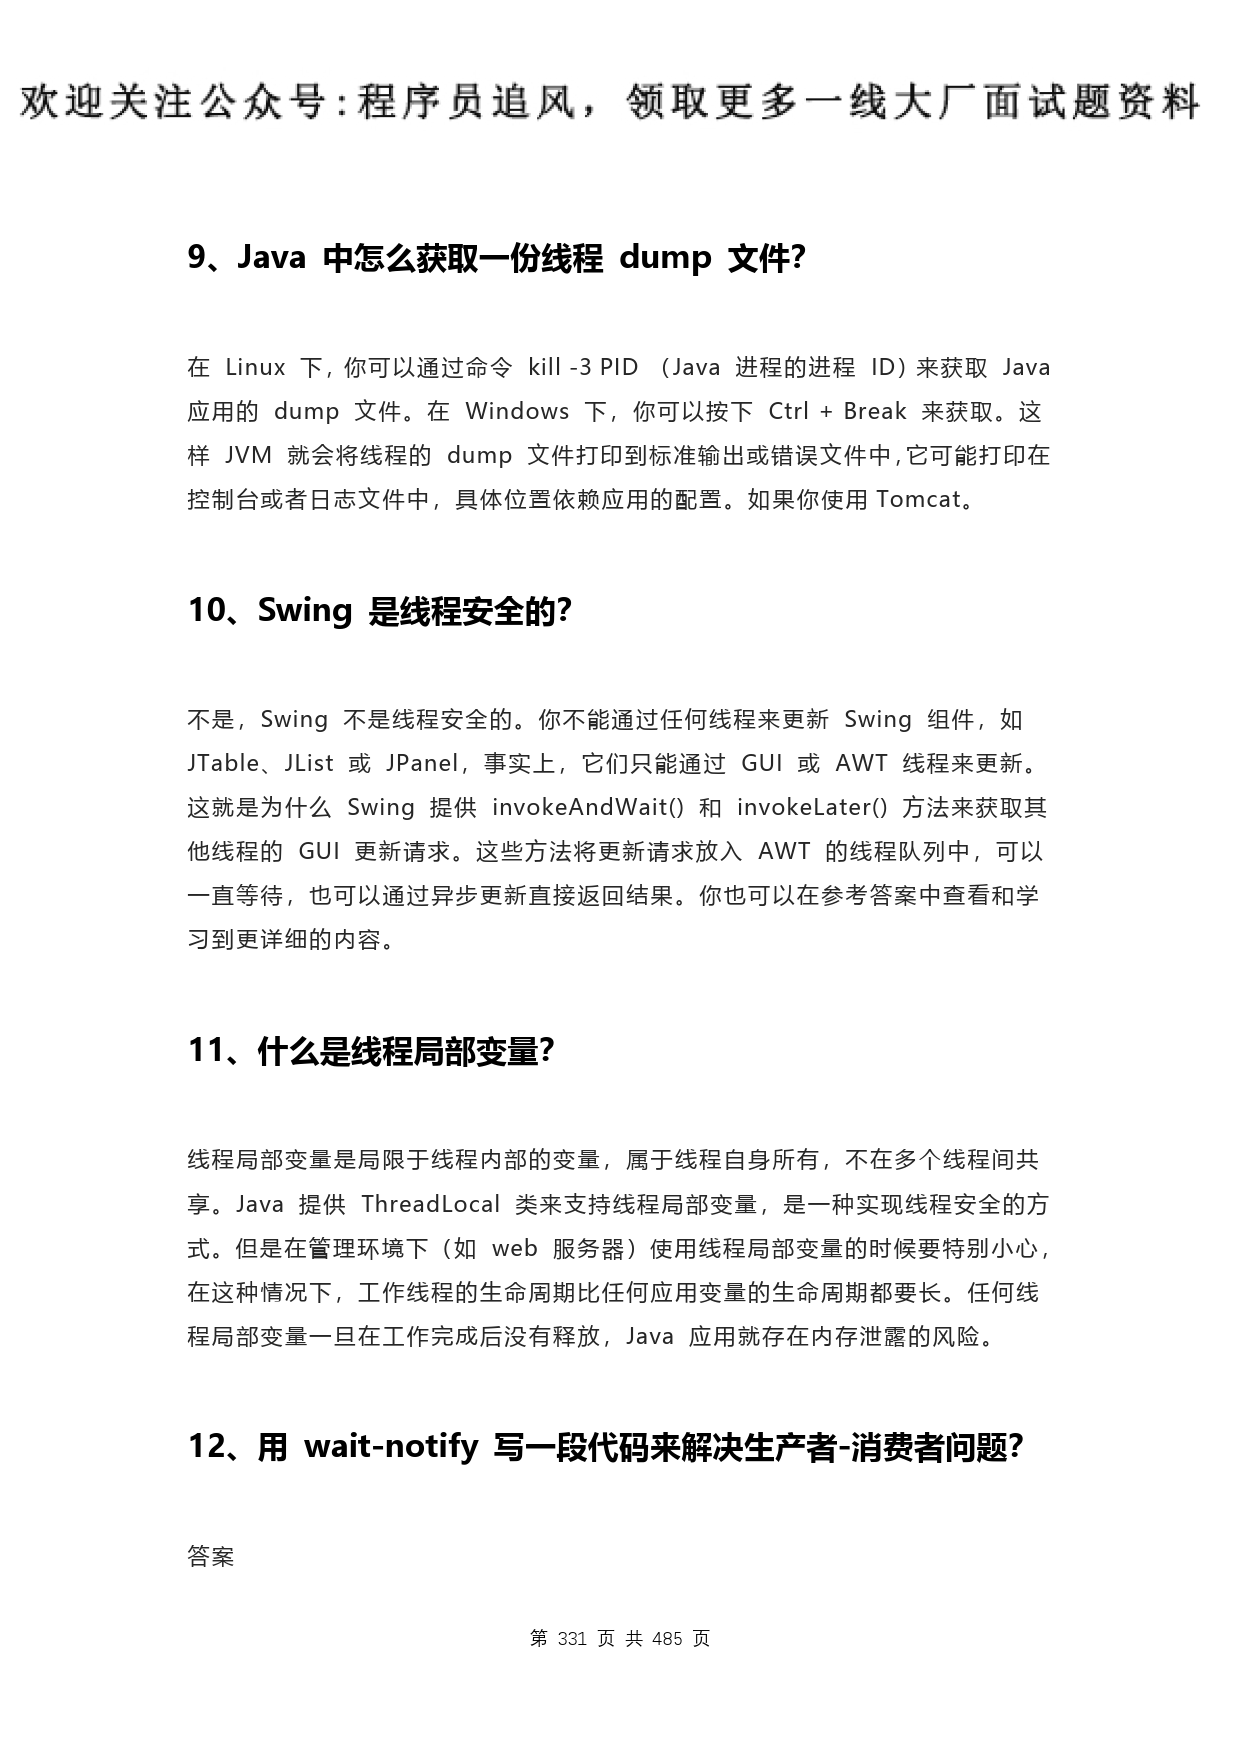 欢迎关注公众号:程序员追风，领取更多一线大厂面试题资料
9、Java 中怎么获取一份线程 dump 文件？
在 Linux 下，你可以通过命令 kill -3 PID （Java 进程的进程 ID）来获取 Java
应用的 dump 文件。在 Windows 下，你可以按下 Ctrl + Break 来获取。这
样 JVM 就会将线程的 dump 文件打印到标准输出或错误文件中，它可能打印在
控制台或者日志文件中，具体位置依赖应用的配置。如果你使用 Tomcat。
10、Swing 是线程安全的？
不是，Swing 不是线程安全的。你不能通过任何线程来更新 Swing 组件，如
JTable、JList 或 JPanel，事实上，它们只能通过 GUI 或 AWT 线程来更新。
这就是为什么 Swing 提供 invokeAndWait() 和 invokeLater() 方法来获取其
他线程的 GUI 更新请求。这些方法将更新请求放入 AWT 的线程队列中，可以
一直等待，也可以通过异步更新直接返回结果。你也可以在参考答案中查看和学
习到更详细的内容。
11、什么是线程局部变量？
线程局部变量是局限于线程内部的变量，属于线程自身所有，不在多个线程间共
享。Java 提供 ThreadLocal 类来支持线程局部变量，是一种实现线程安全的方
式。但是在管理环境下（如 web 服务器）使用线程局部变量的时候要特别小心，
在这种情况下，工作线程的生命周期比任何应用变量的生命周期都要长。任何线
程局部变量一旦在工作完成后没有释放，Java 应用就存在内存泄露的风险。
12、用 wait-notify 写一段代码来解决生产者-消费者问题？
答案
第 331 页 共 485 页